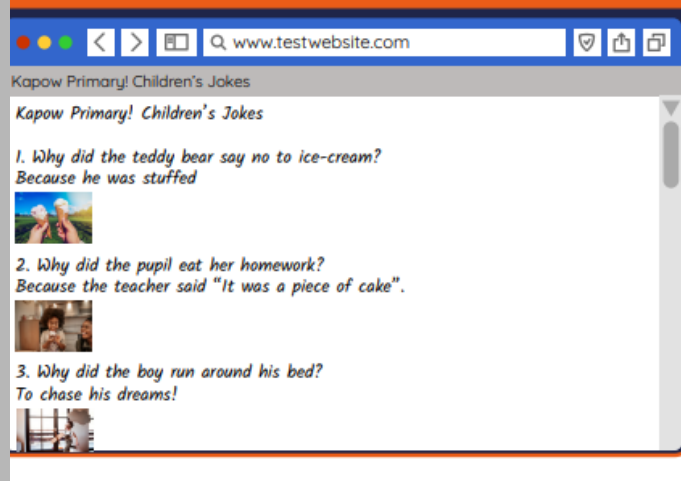 www.testwebsite.com
Kapow Primary! Children's Jokes
Kapow Primary! Children's Jokes
1. Why did the teddy bear say no to ice-cream?
Because he was stuffed
2. Why did the pupil eat her homework?
Because the teacher said “It was a piece of cake”.
3. Why did the boy run around his bed?
To chase his dreams!